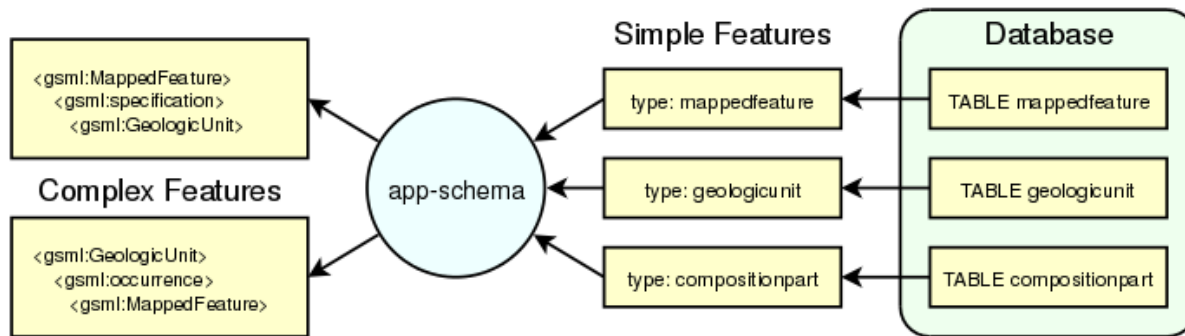 Simple Features
Database
<gsml:MappedFeature>
<gsml:specification>
<gsml:GeologicUnit>
type: mappedfeature
TABLE mappedfeature
Complex Features
app-schema
type: geologicunit
TABLE geologicunit
<gsml:GeologicUnit>
<gsml:occurrence>
<gsml:MappedFeature>
type: compositionpart
TABLE compositionpart